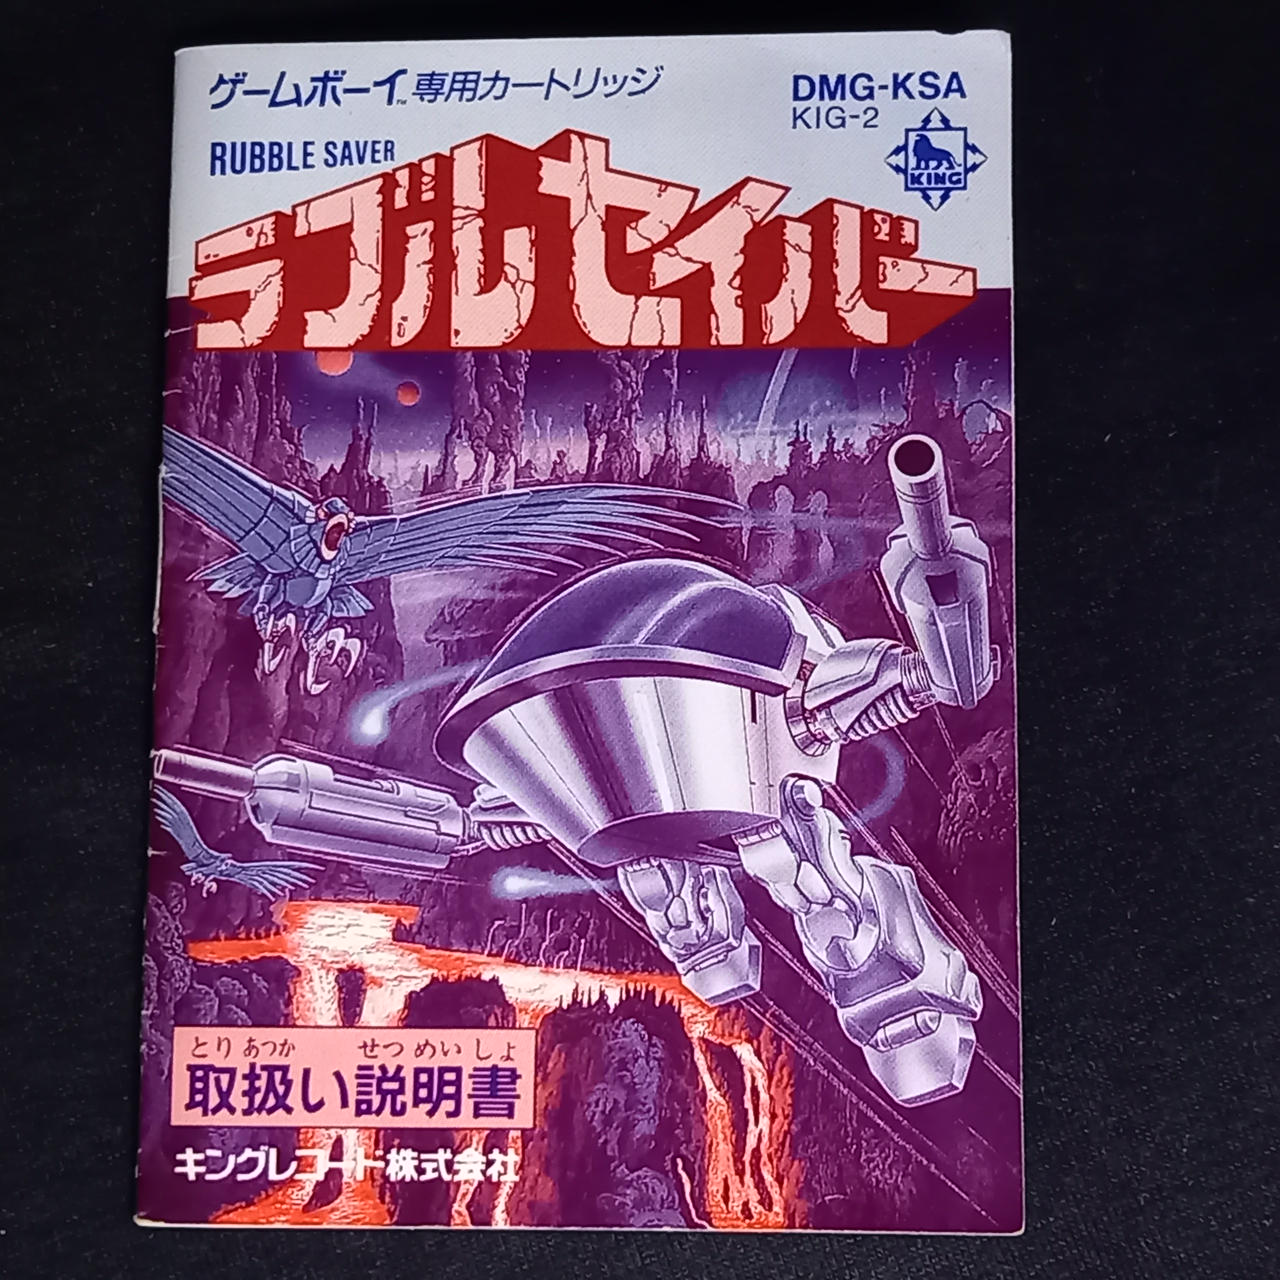 ゲームボーイ™専用カートリッジ
DMG-KSA
KIG-2
KING
RUBBLE SAVER
ラブルセイバー
とりあつか せつめいしょ
取扱い説明書
キングレコード株式会社